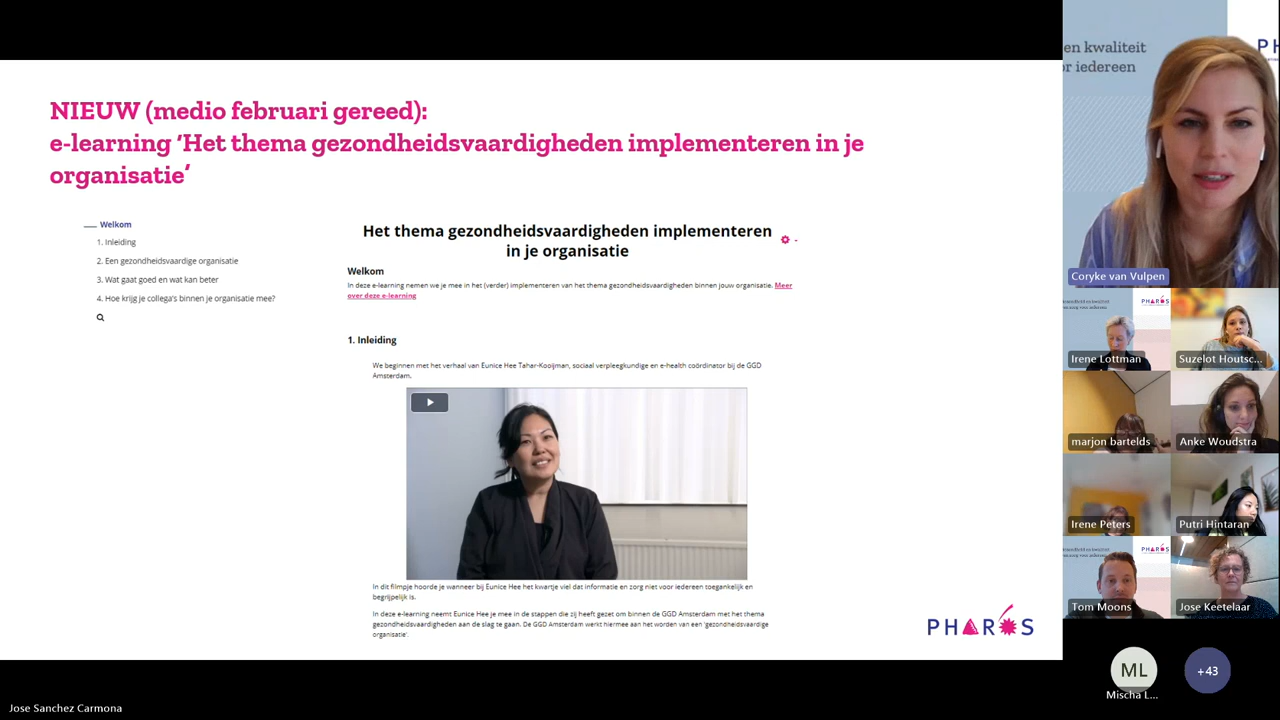 NIEUW (medio februari gereed):
e-learning ‘Het thema gezondheidsvaardigheden implementeren in je
organisatie’
Welkom
1. Inleiding
2. Een gezondheidsvaardige organisatie
3. Wat gaat goed en wat kan beter
4. Hoe krijg je collega's binnen je organisatie mee?
Het thema gezondheidsvaardigheden implementeren
in je organisatie
Welkom
In deze e-learning nemen we je mee in het (verder) implementeren van het thema gezondheidsvaardigheden binnen jouw organisatie. Meer
over deze e-learning
1. Inleiding
We beginnen met het verhaal van Eunice Hee Tahar-Kooijman, sociaal verpleegkundige en e-health coördinator bij de GGD
Amsterdam.
In dit filmpje hoorde je wanneer bij Eunice Hee het kwartje viel dat informatie en zorg niet voor iedereen toegankelijk en
begrijpelijk is.
In deze e-learning neemt Eunice Hee je mee in de stappen die zij heeft gezet om binnen de GGD Amsterdam met het thema
gezondheidsvaardigheden aan de slag te gaan. De GGD Amsterdam werkt hiermee aan het worden van een 'gezondheidsvaardige
organisatie'.
PHAROS
en kwaliteit
or iedereen
PH
Coryke van Vulpen
PHAROS
Irene Lottman
Suzelot Houtsc...
marjon bartelds
Anke Woudstra
Irene Peters
Putri Hintaran
PHAROS
Tom Moons
Jose Keetelaar
ML
+43
Mischa L...
Jose Sanchez Carmona